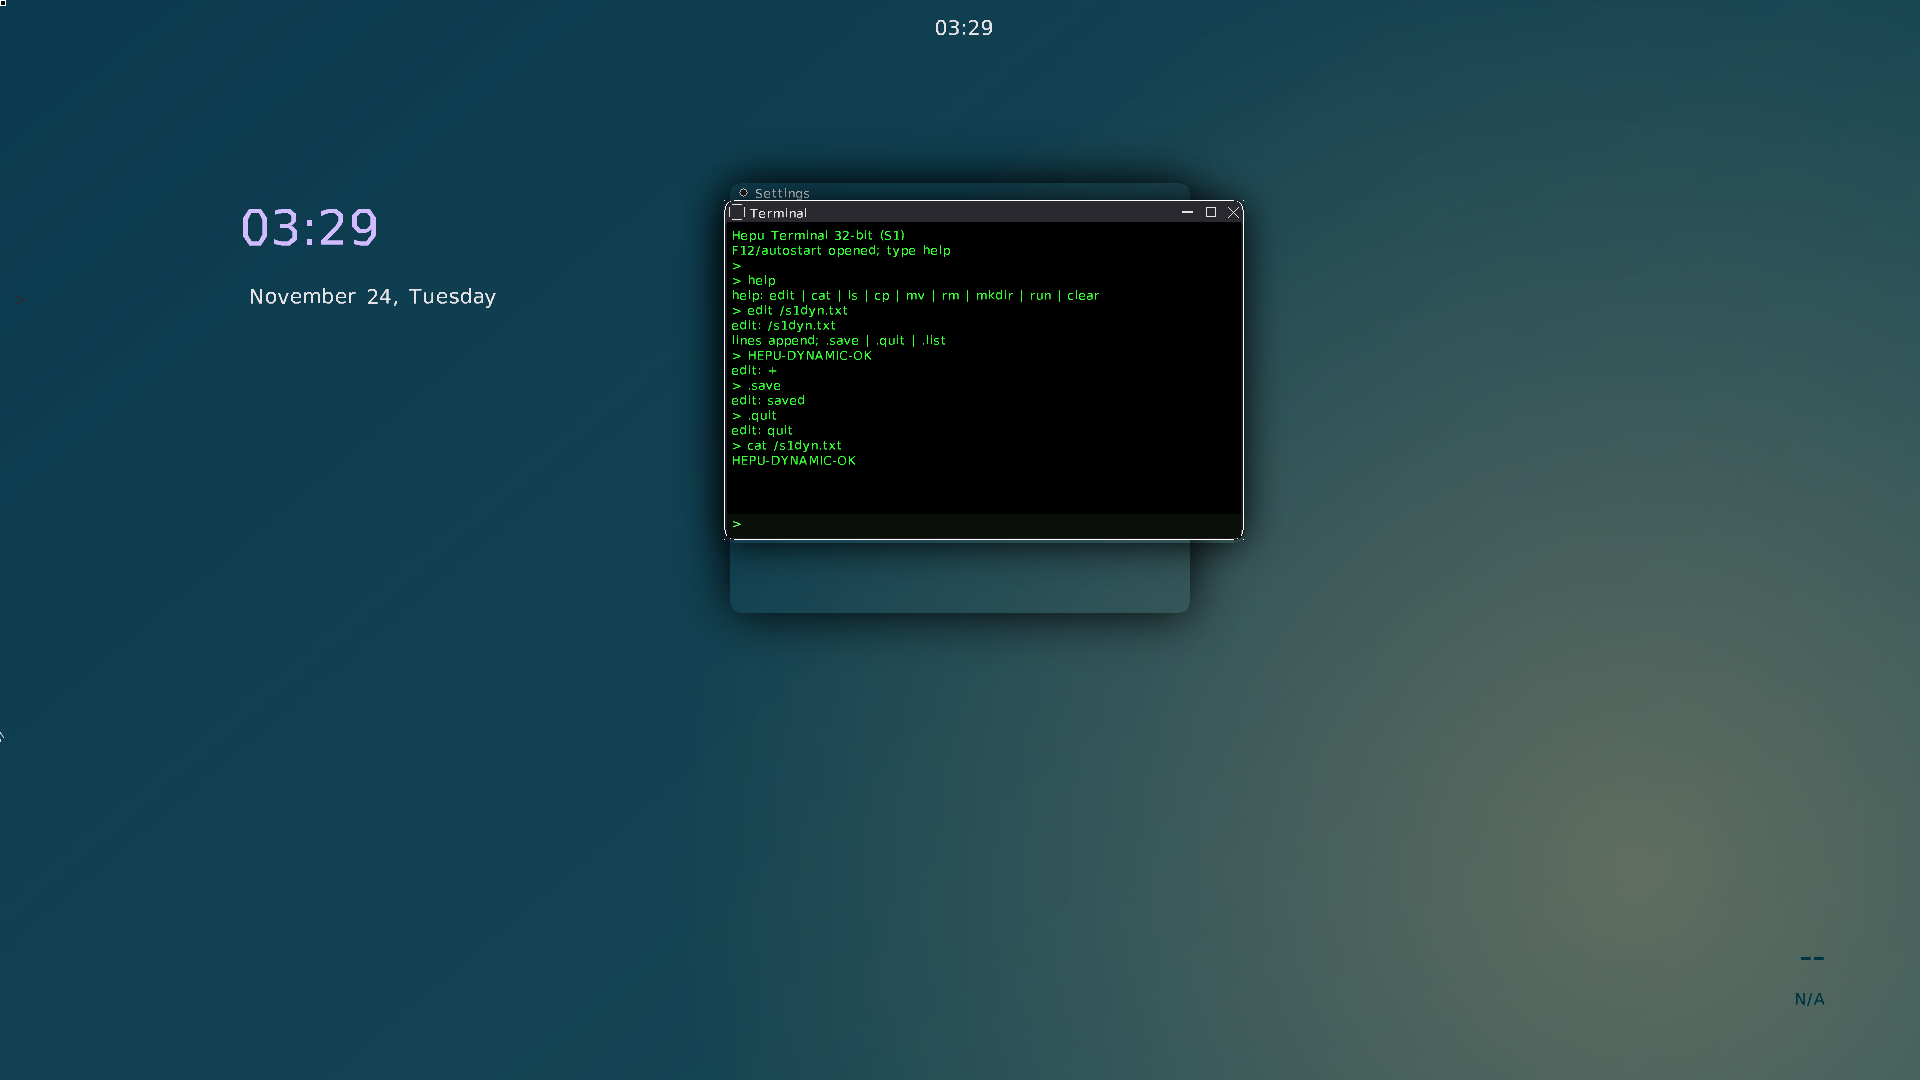 03:29
03:29
November 24, Tuesday
>
Settings
Terminal
Hepu Terminal 32-bit (S1)
F12/autostart opened; type help
>
> help
help: edit | cat | ls | cp | mv | rm | mkdir | run | clear
> edit /s1dyn.txt
edit: /s1dyn.txt
lines append; .save | .quit | .list
> HEPU-DYNAMIC-OK
edit: +
> .save
edit: saved
> .quit
edit: quit
> cat /s1dyn.txt
HEPU-DYNAMIC-OK
>
--
N/A